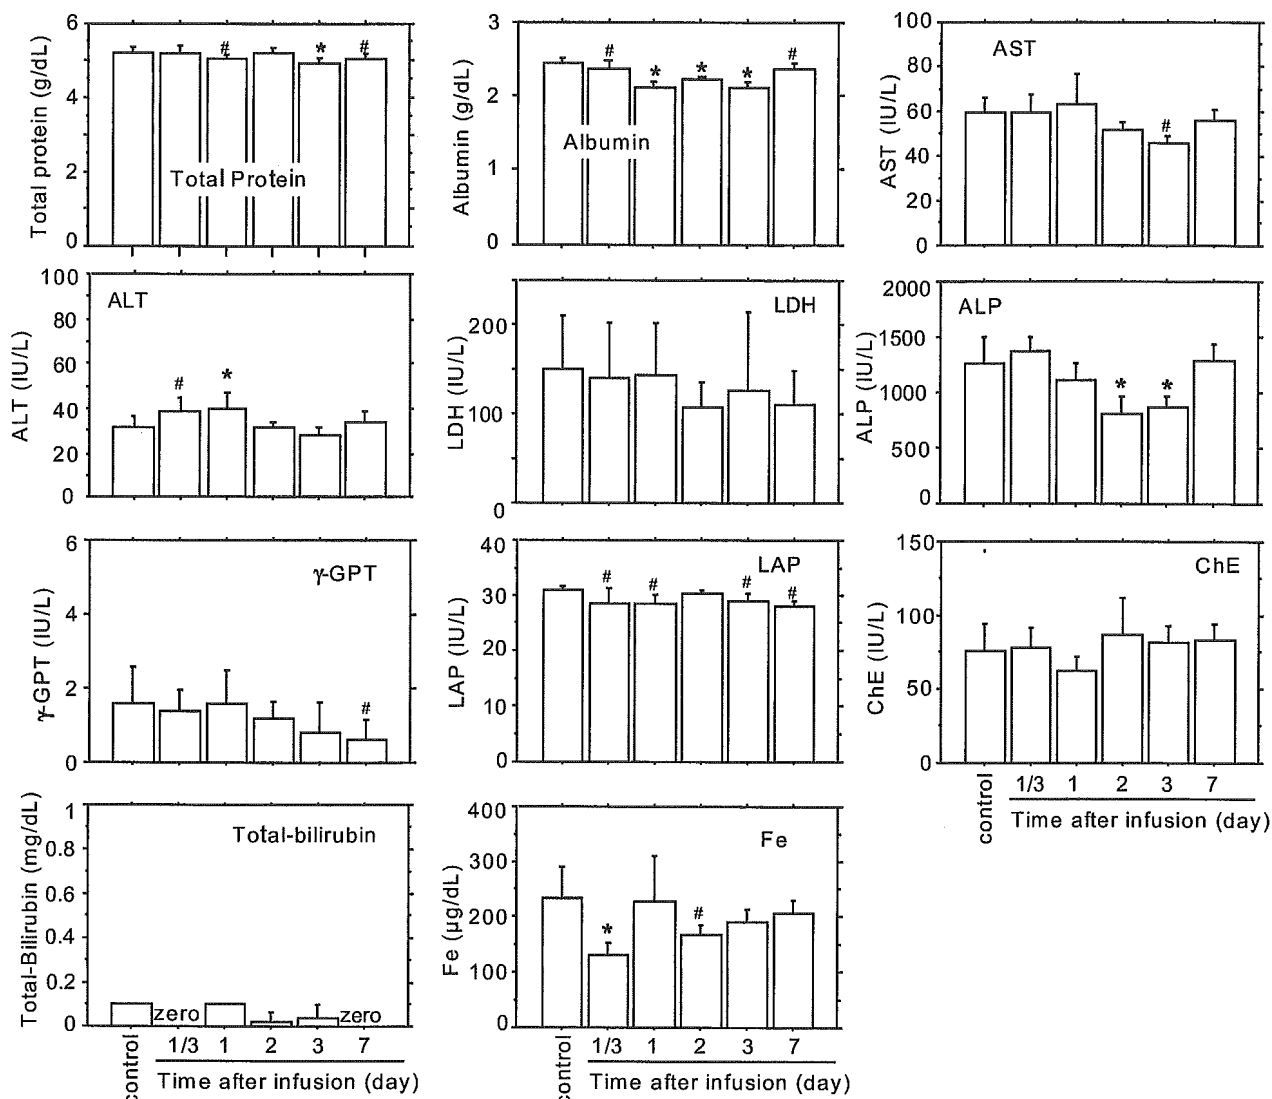 Total protein (g/dL)
6
4
2
0
# * #
Total Protein
Albumin (g/dL)
3
2
1
0
# * * * #
Albumin
AST (IU/L)
100
80
60
40
20
0
AST
#
ALT (IU/L)
100
80
60
40
20
0
ALT
# *
LDH (IU/L)
200
100
0
LDH
ALP (IU/L)
2000
1500
1000
500
0
ALP
* *
γ-GPT (IU/L)
6
4
2
0
γ-GPT
#
LAP (IU/L)
40
30
20
10
0
LAP
# # # #
ChE (IU/L)
150
100
50
0
ChE
control 1/3 1 2 3 7
Time after infusion (day)
Total-Bilirubin (mg/dL)
1
0.8
0.6
0.4
0.2
0
Total-bilirubin
zero zero
control 1/3 1 2 3 7
Time after infusion (day)
Fe (μg/dL)
400
300
200
100
0
Fe
* #
control 1/3 1 2 3 7
Time after infusion (day)